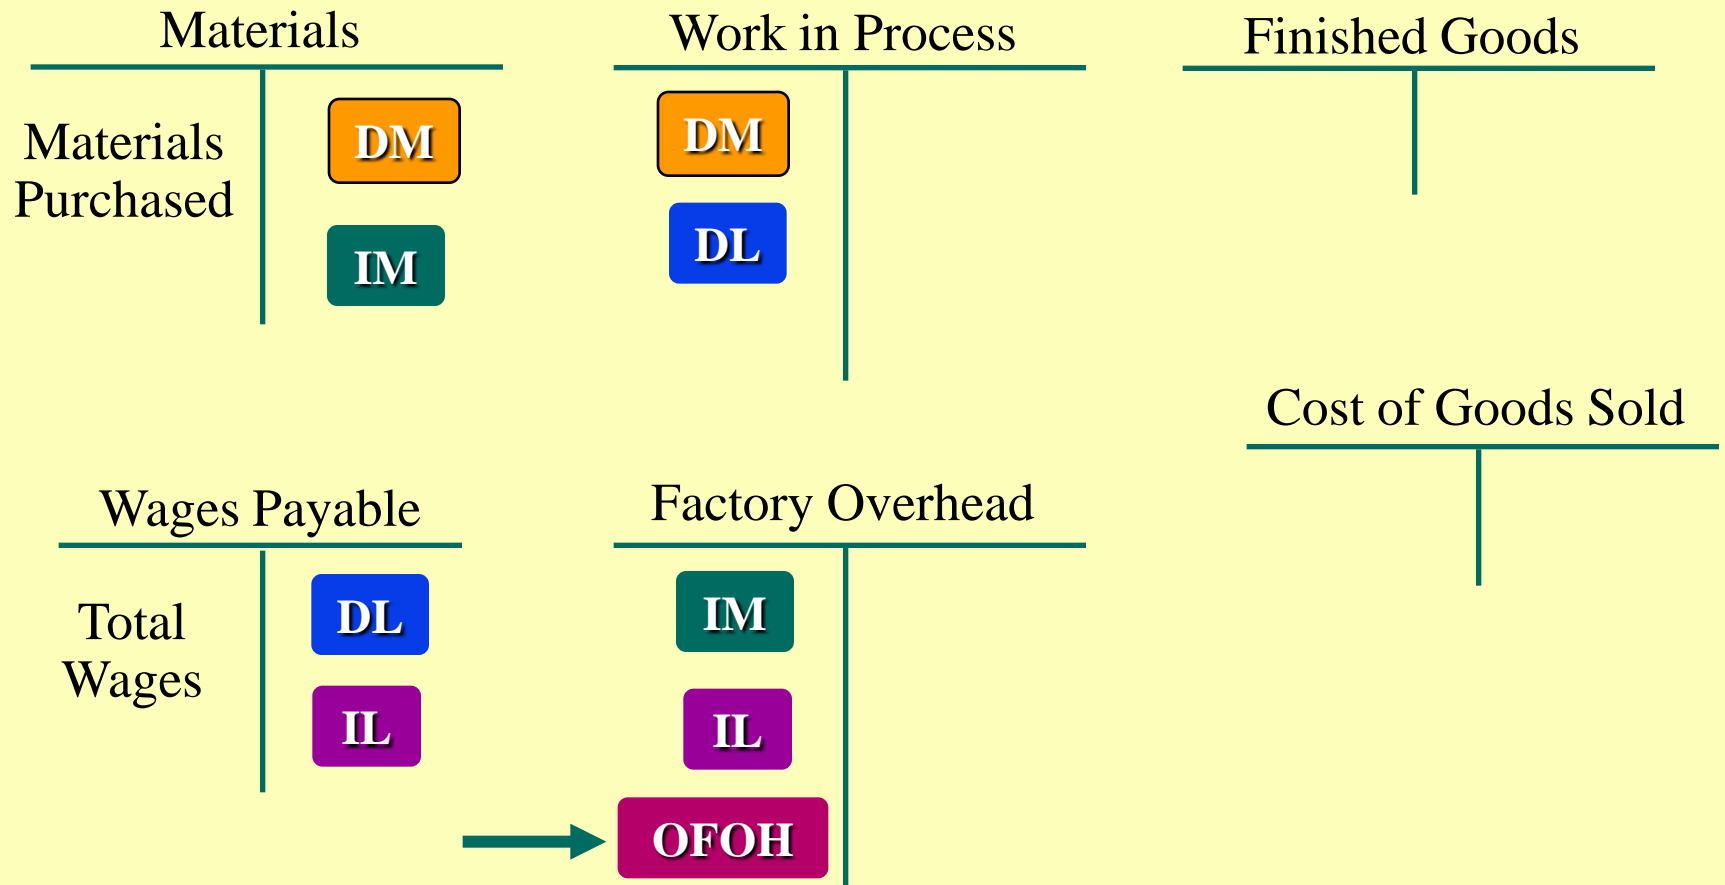 Materials
Materials
Purchased
DM
IM
Work in Process
DM
DL
Finished Goods
Cost of Goods Sold
Wages Payable
Total
Wages
DL
IL
Factory Overhead
IM
IL
OFOH